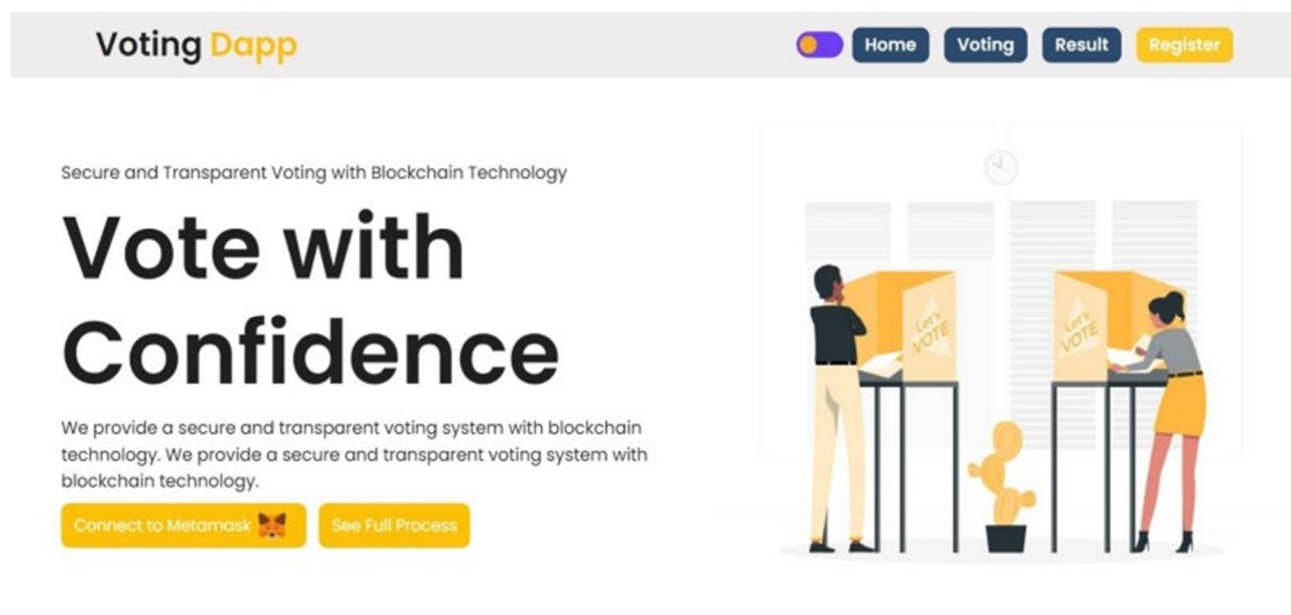 Voting Dapp
Home
Voting
Result
Register
Secure and Transparent Voting with Blockchain Technology
Vote with
Confidence
We provide a secure and transparent voting system with blockchain
technology. We provide a secure and transparent voting system with
blockchain technology.
Connect to Metamask
See Full Process
Let's
VOTE
Let's
VOTE